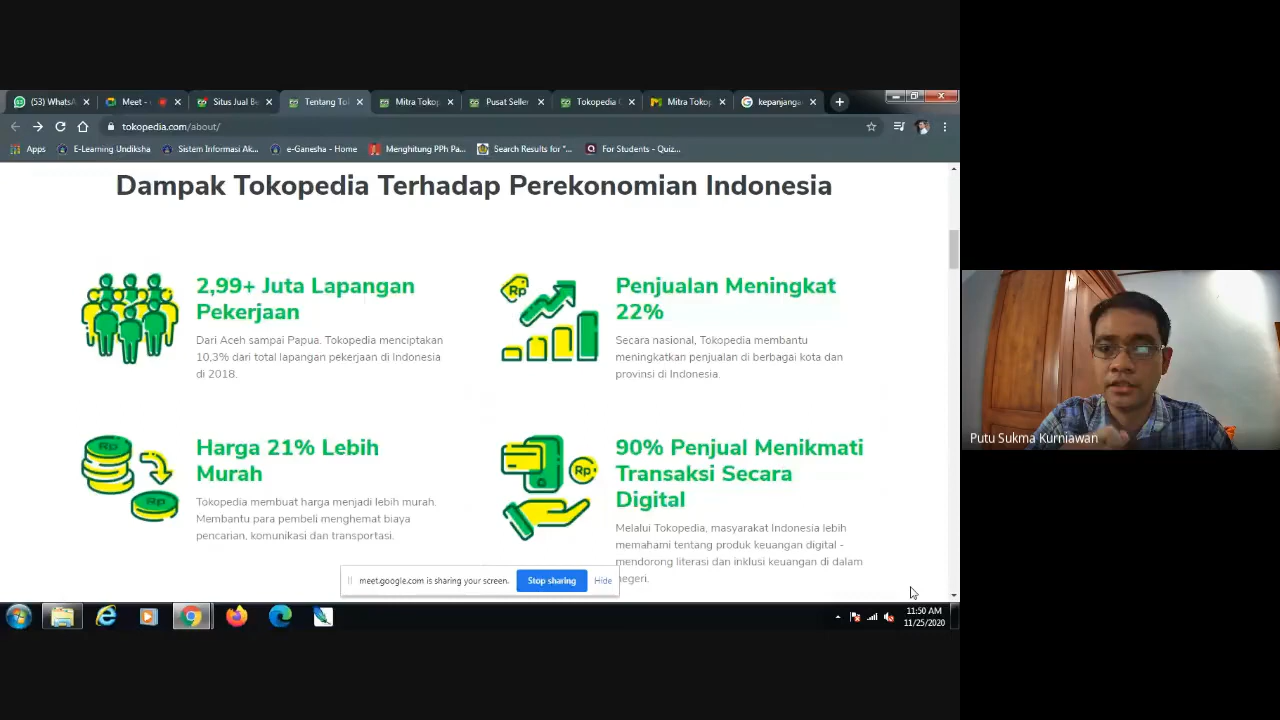 (53) WhatsA
Meet -
Situs Jual Be
Tentang To
Mitra Tokop
Pusat Seller
Tokopedia
Mitra Tokop
kepanjangan
tokopedia.com/about/
Apps
E-Learning Undiksha
Sistem Informasi Ak...
e-Ganesha - Home
Menghitung PPh Pa...
Search Results for "...
For Students - Quiz...
Dampak Tokopedia Terhadap Perekonomian Indonesia
2,99+ Juta Lapangan
Pekerjaan
Dari Aceh sampai Papua. Tokopedia menciptakan
10,3% dari total lapangan pekerjaan di Indonesia
di 2018.
Rp
Penjualan Meningkat
22%
Secara nasional, Tokopedia membantu
meningkatkan penjualan di berbagai kota dan
provinsi di Indonesia.
Rp
Rp
Harga 21% Lebih
Murah
Tokopedia membuat harga menjadi lebih murah.
Membantu para pembeli menghemat biaya
pencarian, komunikasi dan transportasi.
Rp
90% Penjual Menikmati
Transaksi Secara
Digital
Melalui Tokopedia, masyarakat Indonesia lebih
memahami tentang produk keuangan digital -
mendorong literasi dan inklusi keuangan di dalam
negeri.
meet.google.com is sharing your screen.
Stop sharing
Hide
11:50 AM
11/25/2020
Putu Sukma Kurniawan